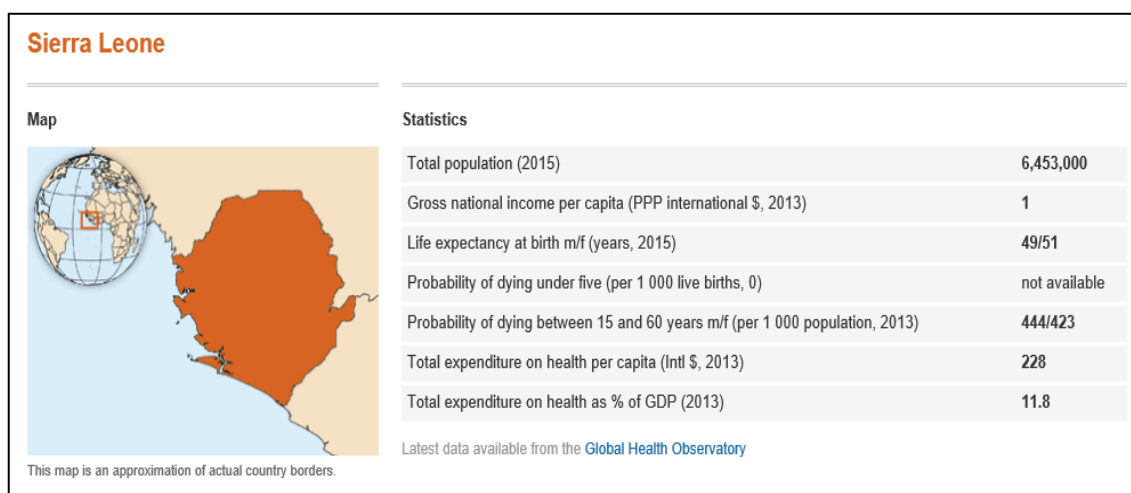 Sierra Leone
Map
Statistics
Total population (2015) 6,453,000
Gross national income per capita (PPP international $, 2013) 1
Life expectancy at birth m/f (years, 2015) 49/51
Probability of dying under five (per 1 000 live births, 0) not available
Probability of dying between 15 and 60 years m/f (per 1 000 population, 2013) 444/423
Total expenditure on health per capita (Intl $, 2013) 228
Total expenditure on health as % of GDP (2013) 11.8
Latest data available from the Global Health Observatory
This map is an approximation of actual country borders.